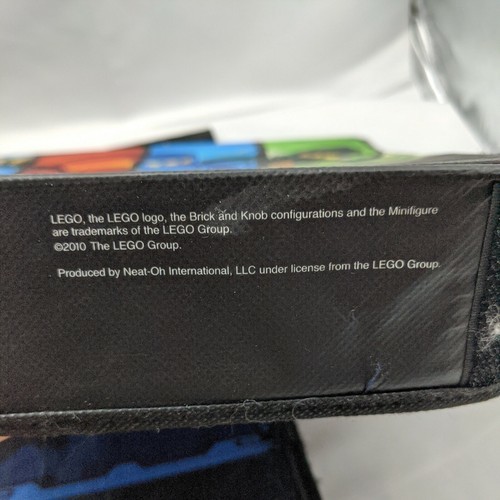 LEGO, the LEGO logo, the Brick and Knob configurations and the Minifigure
are trademarks of the LEGO Group.
©2010 The LEGO Group.
Produced by Neat-Oh International, LLC under license from the LEGO Group.